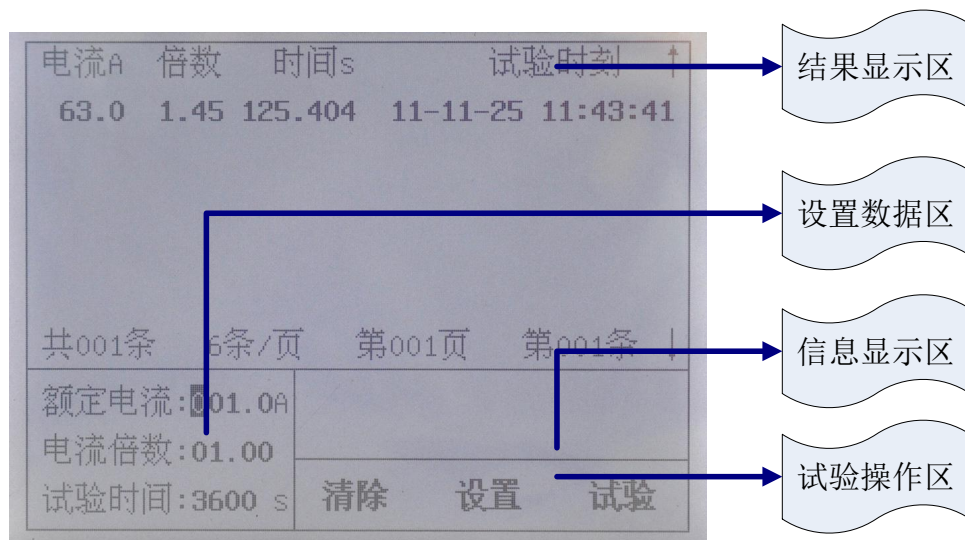 电流A 倍数 时间s 试验时刻 ↑
63.0 1.45 125.404 11-11-25 11:43:41
共001条 6条/页 第001页 第001条 ↓
额定电流:001.0A
电流倍数:01.00
试验时间:3600 s
清除 设置 试验
结果显示区
设置数据区
信息显示区
试验操作区